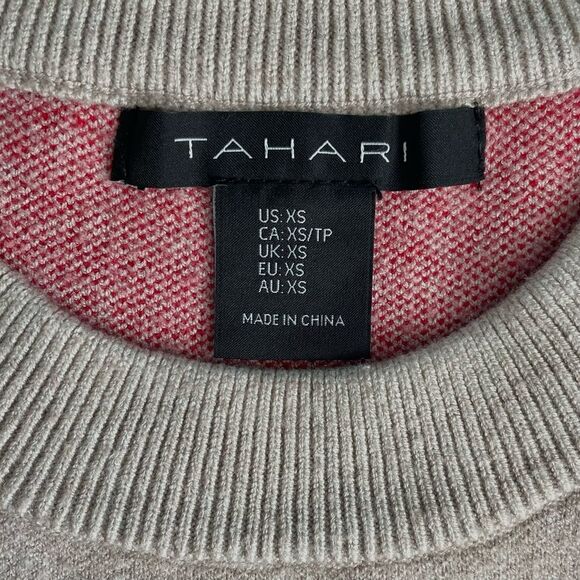 TAHARI
US: XS
CA: XS/TP
UK: XS
EU: XS
AU: XS
MADE IN CHINA